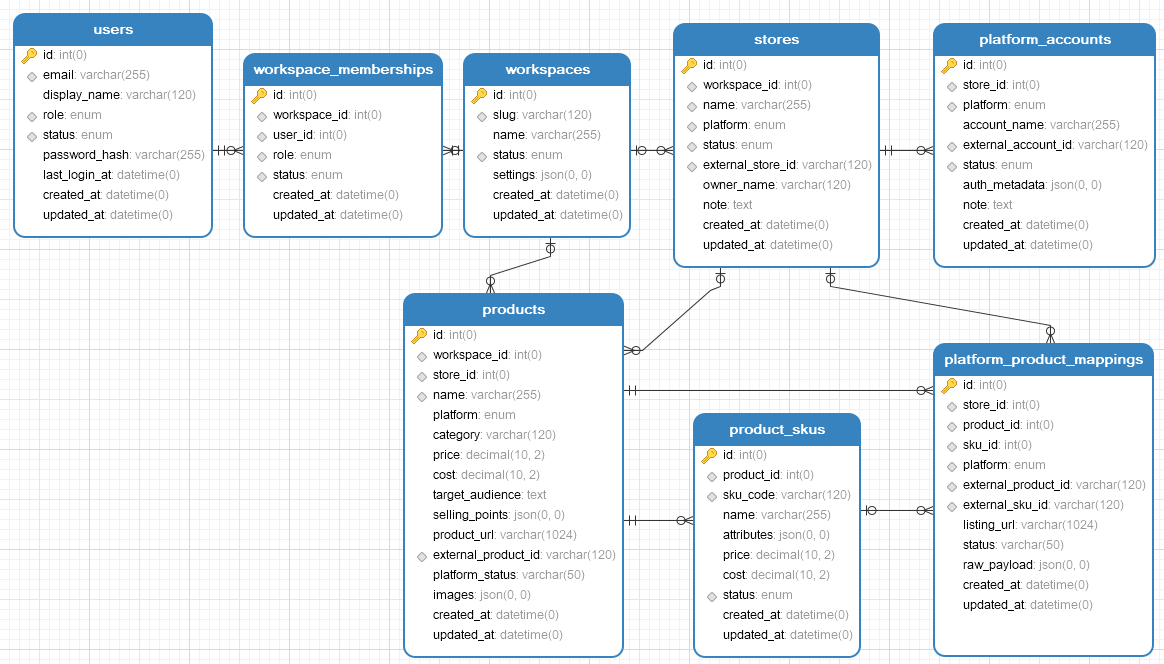 users
id: int(0)
email: varchar(255)
display_name: varchar(120)
role: enum
status: enum
password_hash: varchar(255)
last_login_at: datetime(0)
created_at: datetime(0)
updated_at: datetime(0)
workspace_memberships
id: int(0)
workspace_id: int(0)
user_id: int(0)
role: enum
status: enum
created_at: datetime(0)
updated_at: datetime(0)
workspaces
id: int(0)
slug: varchar(120)
name: varchar(255)
status: enum
settings: json(0, 0)
created_at: datetime(0)
updated_at: datetime(0)
stores
id: int(0)
workspace_id: int(0)
name: varchar(255)
platform: enum
status: enum
external_store_id: varchar(120)
owner_name: varchar(120)
note: text
created_at: datetime(0)
updated_at: datetime(0)
platform_accounts
id: int(0)
store_id: int(0)
platform: enum
account_name: varchar(255)
external_account_id: varchar(120)
status: enum
auth_metadata: json(0, 0)
note: text
created_at: datetime(0)
updated_at: datetime(0)
products
id: int(0)
workspace_id: int(0)
store_id: int(0)
name: varchar(255)
platform: enum
category: varchar(120)
price: decimal(10, 2)
cost: decimal(10, 2)
target_audience: text
selling_points: json(0, 0)
product_url: varchar(1024)
external_product_id: varchar(120)
platform_status: varchar(50)
images: json(0, 0)
created_at: datetime(0)
updated_at: datetime(0)
product_skus
id: int(0)
product_id: int(0)
sku_code: varchar(120)
name: varchar(255)
attributes: json(0, 0)
price: decimal(10, 2)
cost: decimal(10, 2)
status: enum
created_at: datetime(0)
updated_at: datetime(0)
platform_product_mappings
id: int(0)
store_id: int(0)
product_id: int(0)
sku_id: int(0)
platform: enum
external_product_id: varchar(120)
external_sku_id: varchar(120)
listing_url: varchar(1024)
status: varchar(50)
raw_payload: json(0, 0)
created_at: datetime(0)
updated_at: datetime(0)